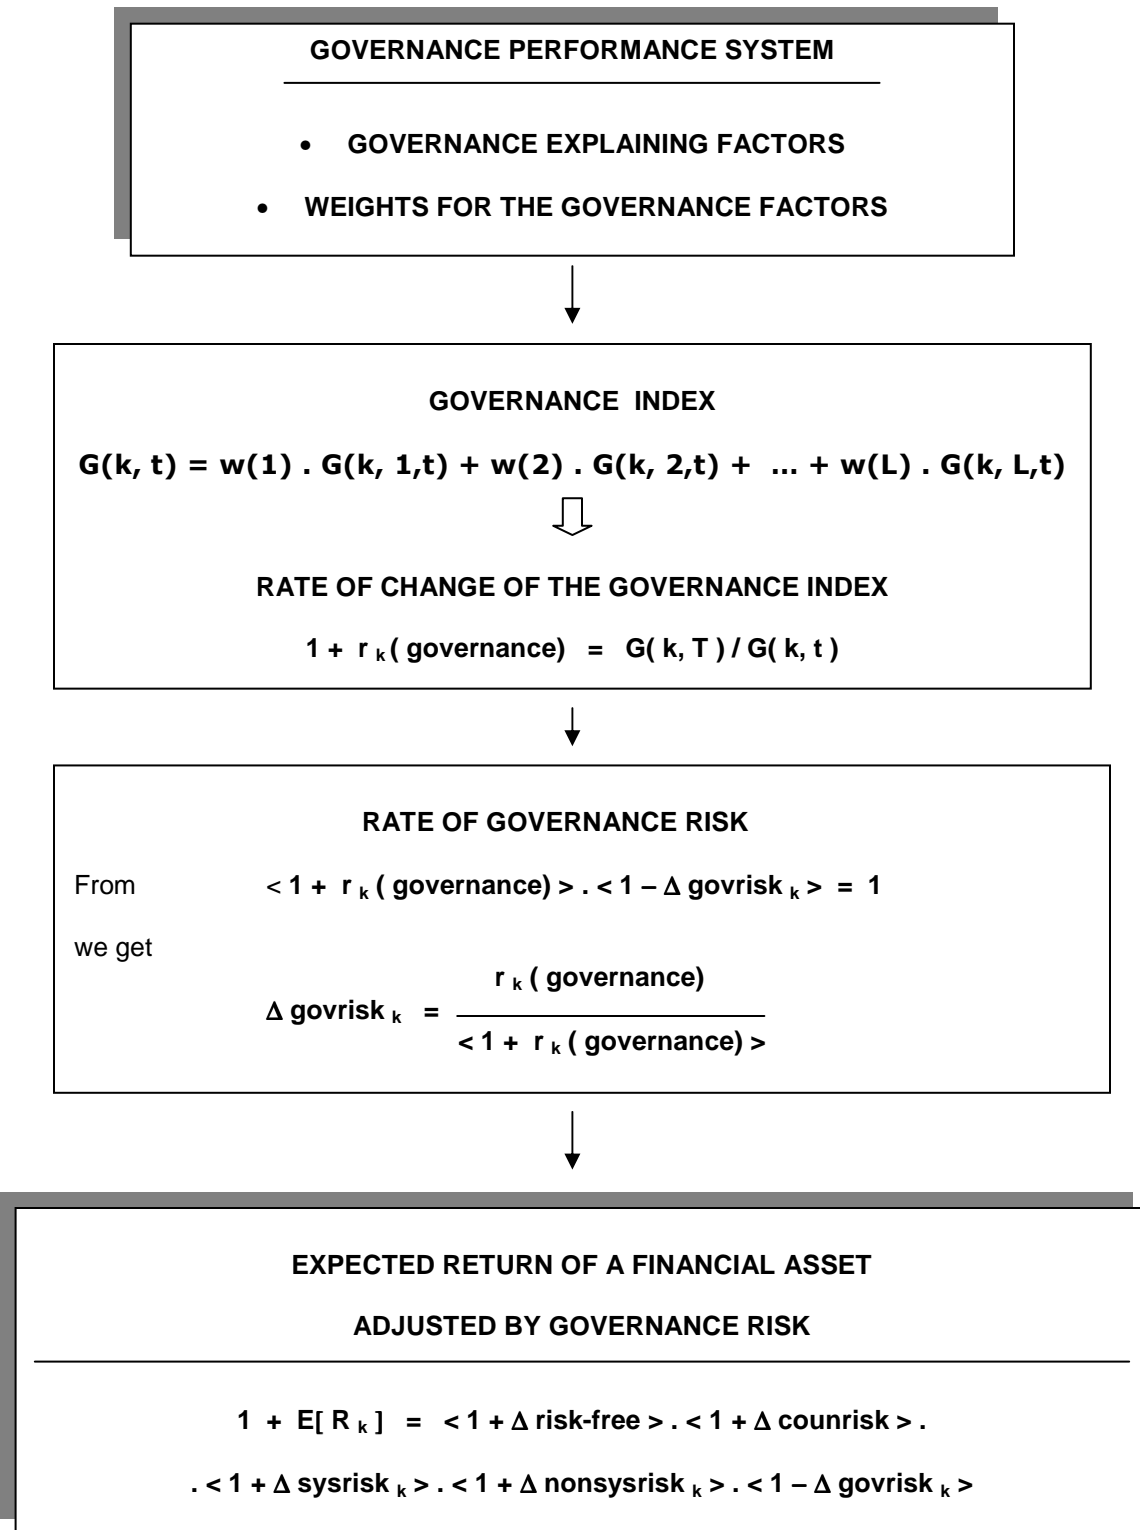 GOVERNANCE PERFORMANCE SYSTEM
• GOVERNANCE EXPLAINING FACTORS
• WEIGHTS FOR THE GOVERNANCE FACTORS
GOVERNANCE INDEX
G(k, t) = w(1) . G(k, 1,t) + w(2) . G(k, 2,t) + ... + w(L) . G(k, L,t)
RATE OF CHANGE OF THE GOVERNANCE INDEX
1 + r k ( governance) = G( k, T ) / G( k, t )
RATE OF GOVERNANCE RISK
From < 1 + r k ( governance) > . < 1 – Δ govrisk k > = 1
we get
r k ( governance)
Δ govrisk k =
< 1 + r k ( governance) >
EXPECTED RETURN OF A FINANCIAL ASSET
ADJUSTED BY GOVERNANCE RISK
1 + E[ R k ] = < 1 + Δ risk-free > . < 1 + Δ counrisk > .
. < 1 + Δ sysrisk k > . < 1 + Δ nonsysrisk k > . < 1 – Δ govrisk k >